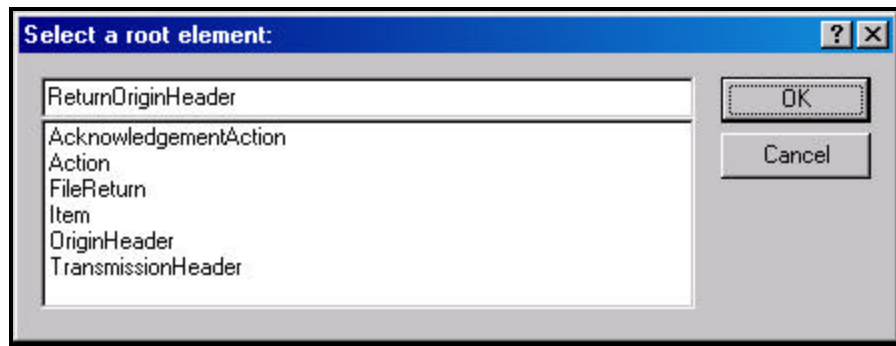 Select a root element:
? X
ReturnOriginHeader
OK
AcknowledgementAction
Action
Cancel
FileReturn
Item
OriginHeader
TransmissionHeader